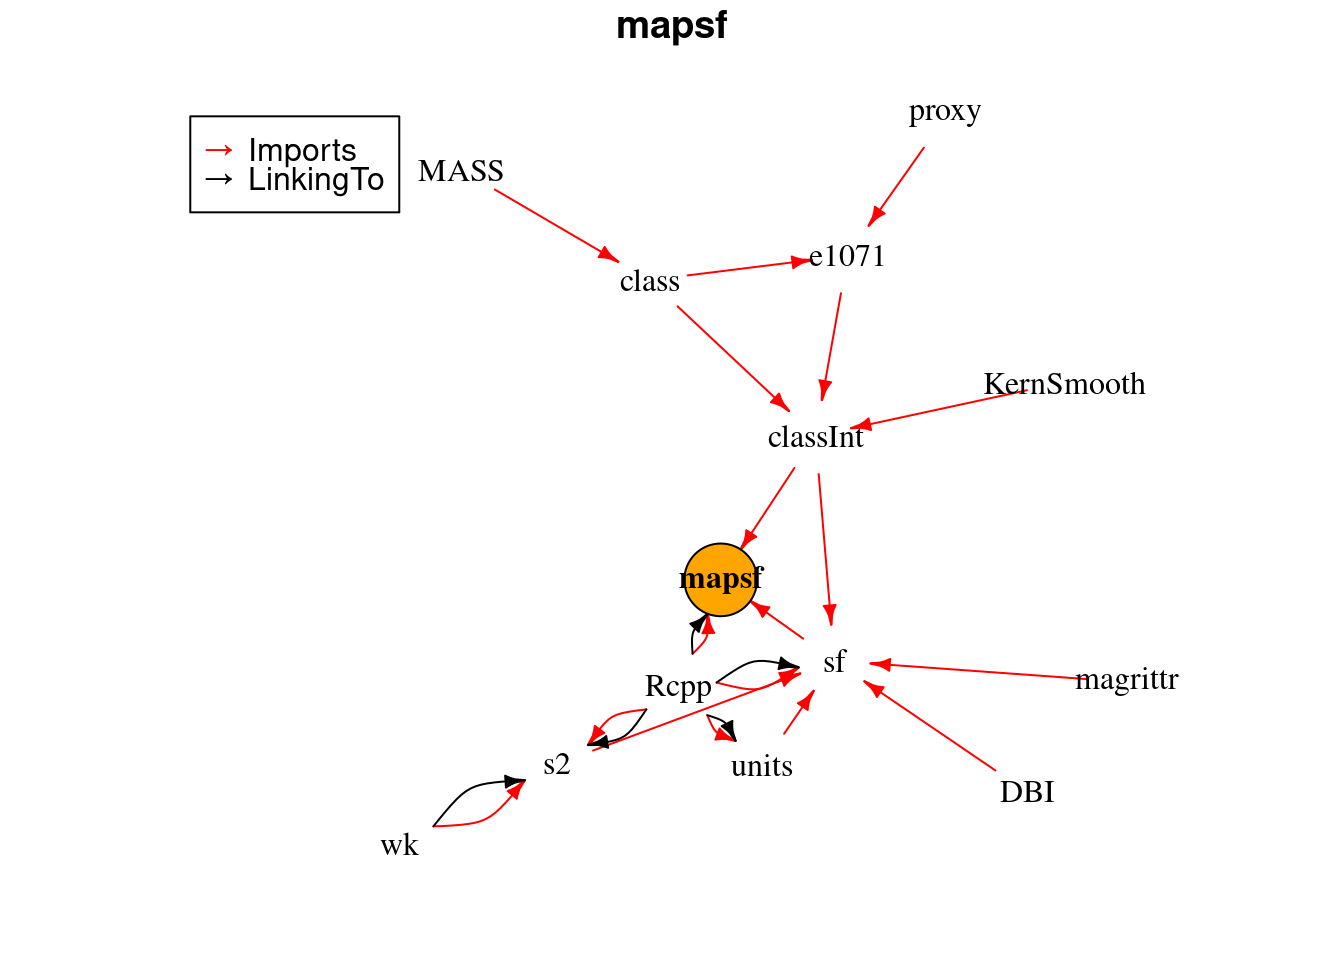 mapsf
proxy
→ Imports
→ LinkingTo
MASS
e1071
class
KernSmooth
classInt
mapsf
sf
magrittr
Rcpp
s2
units
DBI
wk